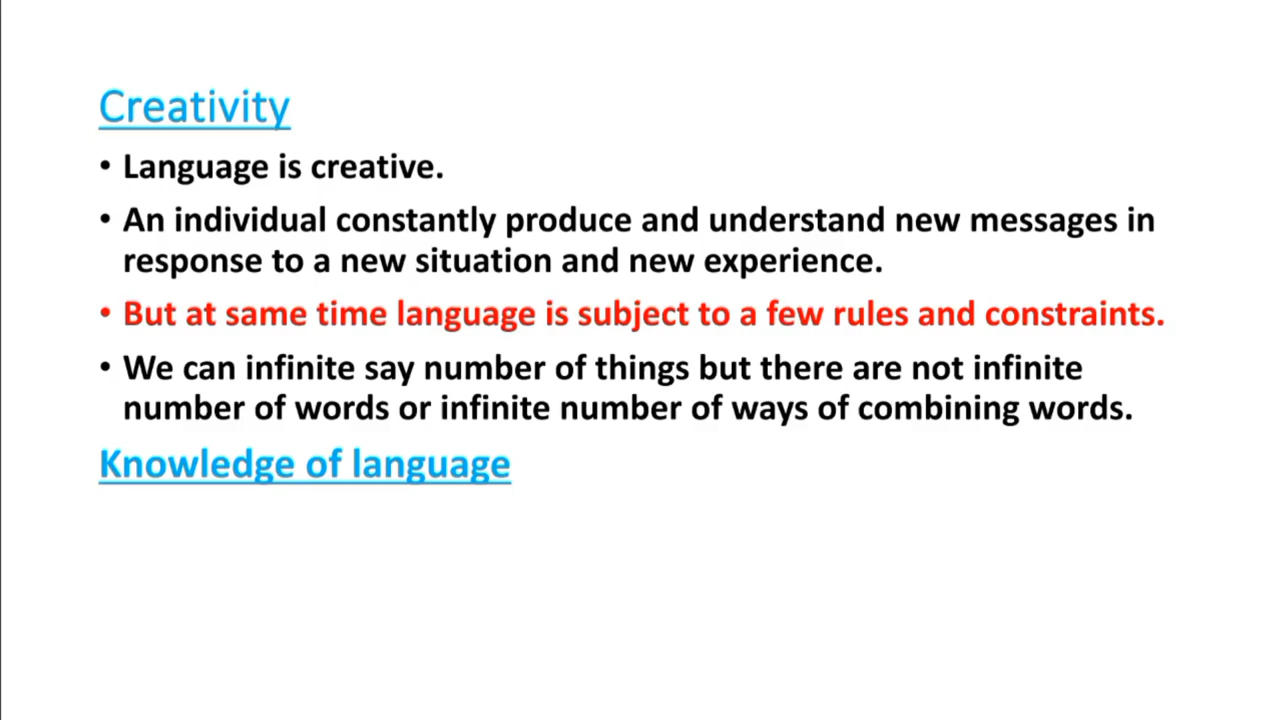 Creativity
• Language is creative.
• An individual constantly produce and understand new messages in
response to a new situation and new experience.
• But at same time language is subject to a few rules and constraints.
• We can infinite say number of things but there are not infinite
number of words or infinite number of ways of combining words.
Knowledge of language